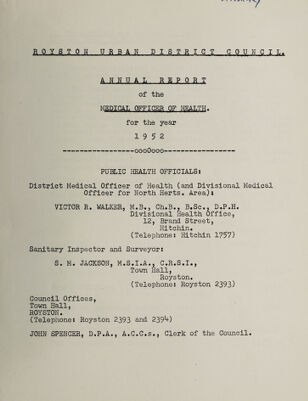 ROYSTON URBAN DISTRICT COUNCIL.
ANNUAL REPORT
of the
MEDICAL OFFICER OF HEALTH.
for the year
1952
-----------------ooo0ooo-----------------
PUBLIC HEALTH OFFICIALS:
District Medical Officer of Health (and Divisional Medical
Officer for North Herts. Area):
VICTOR R. WALKER, M.B., Ch.B., B.Sc., D.P.H.
Divisional Health Office,
12, Brand Street,
Hitchin.
(Telephone: Hitchin 1757)
Sanitary Inspector and Surveyor:
S. M. JACKSON, M.S.I.A., C.R.S.I.,
Town Hall,
Royston.
(Telephone: Royston 2393)
Council Offices,
Town Hall,
ROYSTON.
(Telephone: Royston 2393 and 2394)
JOHN SPENCER, D.P.A., A.C.C.s., Clerk of the Council.